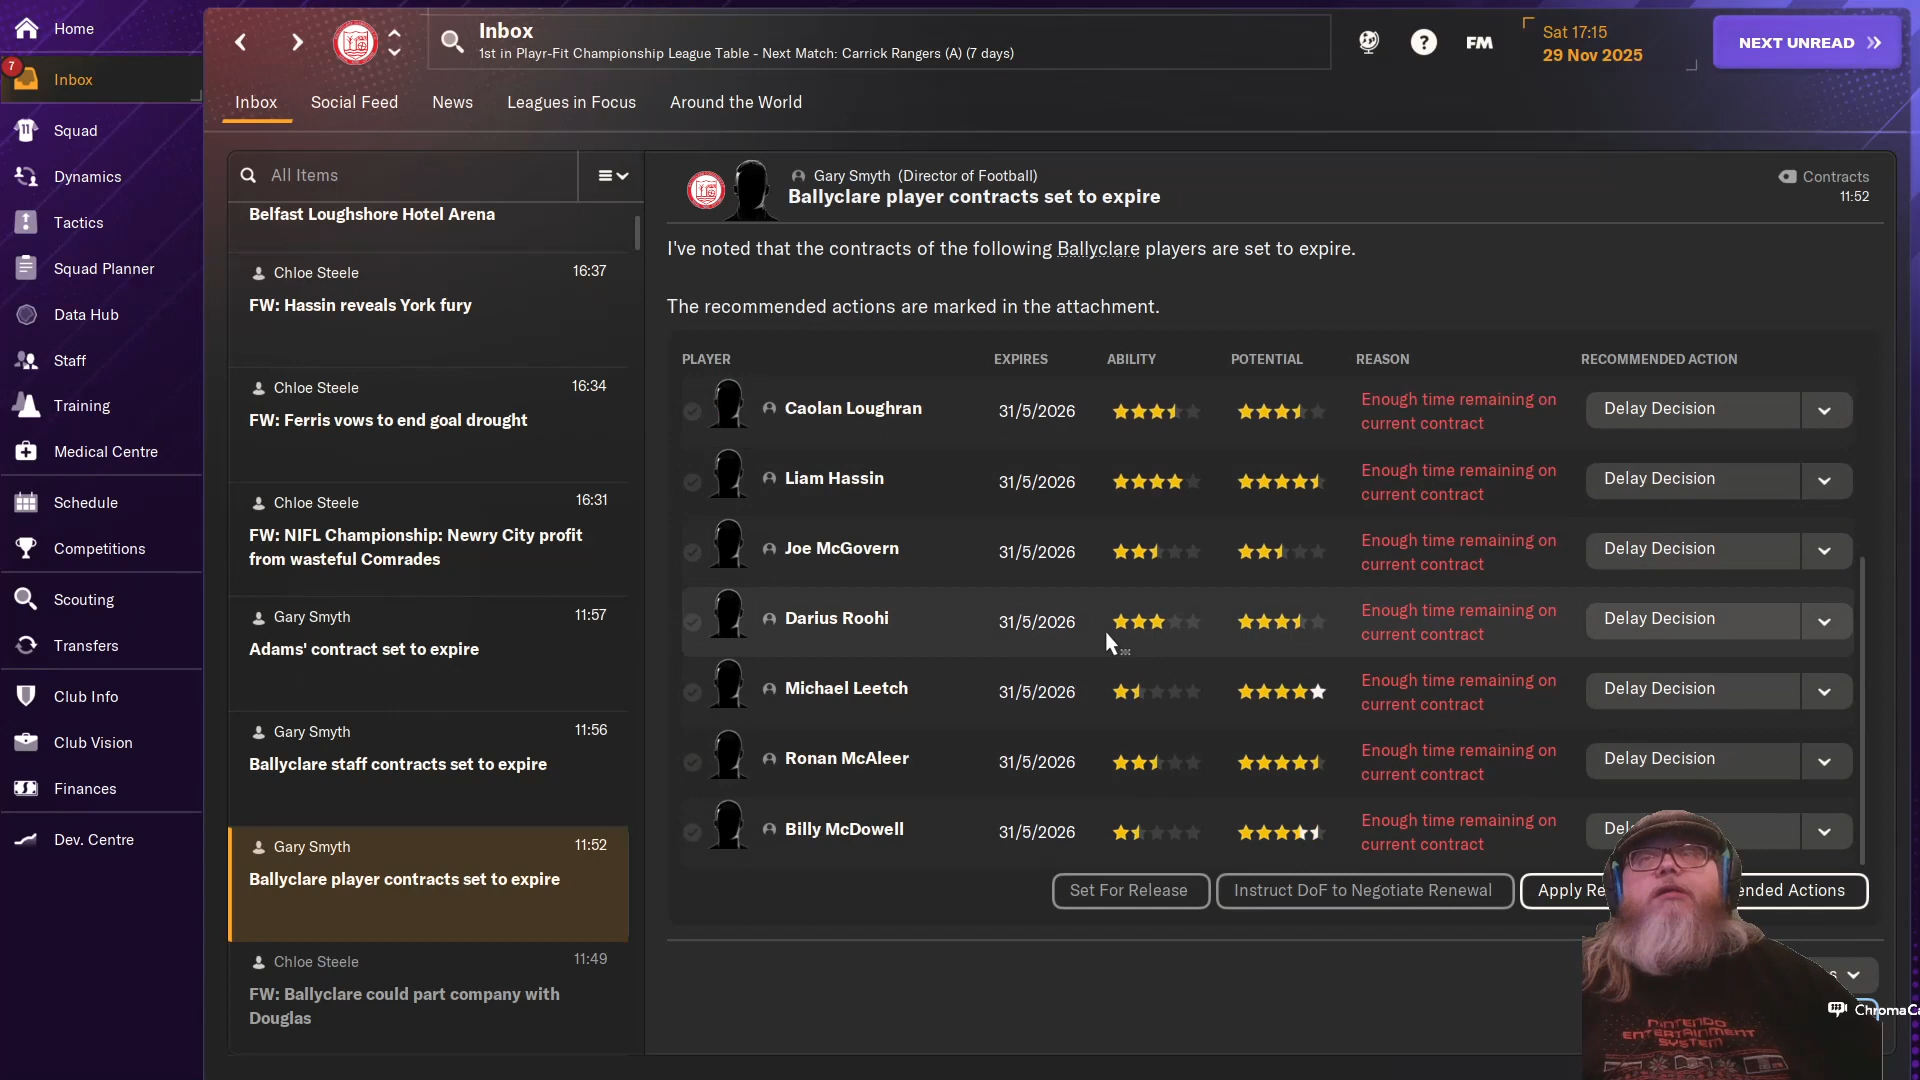 Home
7
Inbox
Squad
Dynamics
Tactics
Squad Planner
Data Hub
Staff
Training
Medical Centre
Schedule
Competitions
Scouting
Transfers
Club Info
Club Vision
Finances
Dev. Centre
Inbox
1st in Playr-Fit Championship League Table - Next Match: Carrick Rangers (A) (7 days)
?
FM
Sat 17:15
29 Nov 2025
NEXT UNREAD
Inbox Social Feed News Leagues in Focus Around the World
All Items
Belfast Loughshore Hotel Arena
Chloe Steele 16:37
FW: Hassin reveals York fury
Chloe Steele 16:34
FW: Ferris vows to end goal drought
Chloe Steele 16:31
FW: NIFL Championship: Newry City profit
from wasteful Comrades
Gary Smyth 11:57
Adams' contract set to expire
Gary Smyth 11:56
Ballyclare staff contracts set to expire
Gary Smyth 11:52
Ballyclare player contracts set to expire
Chloe Steele 11:49
FW: Ballyclare could part company with
Douglas
Gary Smyth (Director of Football)
Ballyclare player contracts set to expire
Contracts
11:52
I've noted that the contracts of the following Ballyclare players are set to expire.
The recommended actions are marked in the attachment.
PLAYER EXPIRES ABILITY POTENTIAL REASON RECOMMENDED ACTION
Caolan Loughran 31/5/2026 Enough time remaining on
current contract Delay Decision
Liam Hassin 31/5/2026 Enough time remaining on
current contract Delay Decision
Joe McGovern 31/5/2026 Enough time remaining on
current contract Delay Decision
Darius Roohi 31/5/2026 Enough time remaining on
current contract Delay Decision
Michael Leetch 31/5/2026 Enough time remaining on
current contract Delay Decision
Ronan McAleer 31/5/2026 Enough time remaining on
current contract Delay Decision
Billy McDowell 31/5/2026 Enough time remaining on
current contract Del
Set For Release Instruct DoF to Negotiate Renewal Apply Re ended Actions
s
ChromaCa
NINTENDO
ENTERTAINMENT
SYSTEM